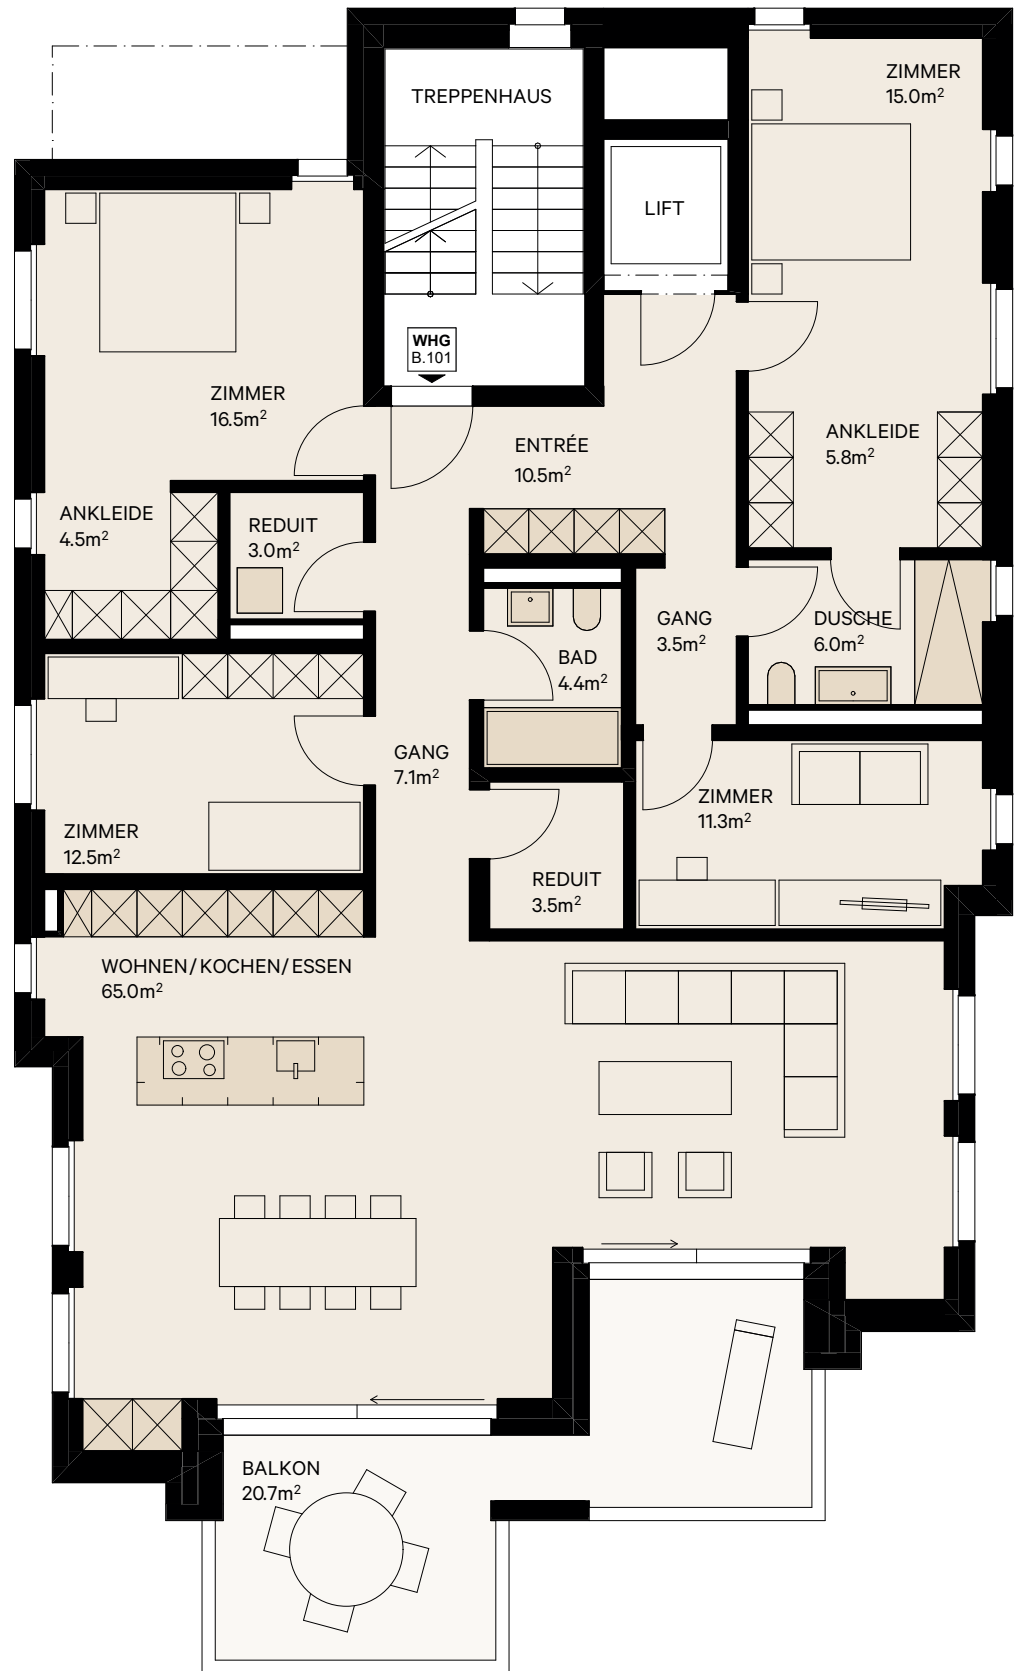 TREPPENHAUS
ZIMMER
15.0m²
LIFT
WHG
B.101
ZIMMER
16.5m²
ENTRÉE
10.5m²
ANKLEIDE
5.8m²
ANKLEIDE
4.5m²
REDUIT
3.0m²
GANG
3.5m²
DUSCHE
6.0m²
BAD
4.4m²
GANG
7.1m²
ZIMMER
11.3m²
ZIMMER
12.5m²
REDUIT
3.5m²
WOHNEN/KOCHEN/ESSEN
65.0m²
BALKON
20.7m²